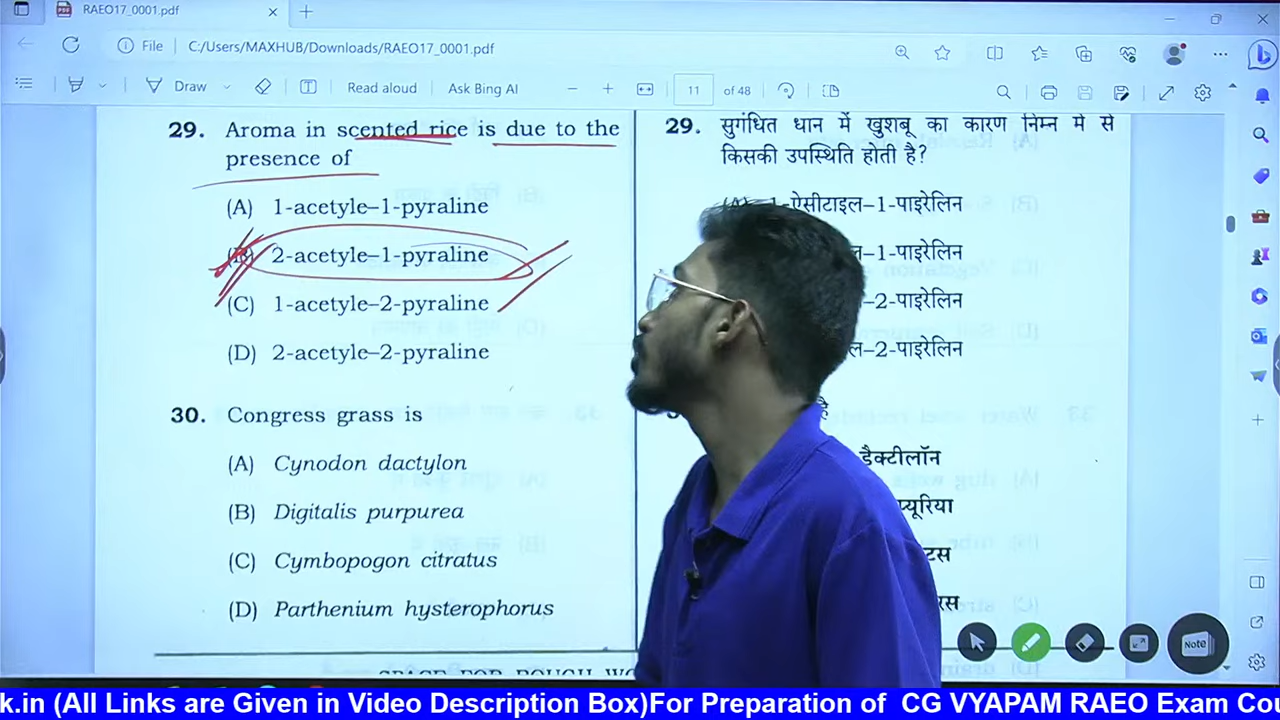 RAEO17_0001.pdf
File C:/Users/MAXHUB/Downloads/RAEO17_0001.pdf
Draw Read aloud Ask Bing AI 11 of 48
29. Aroma in scented rice is due to the
presence of
(A) 1-acetyle–1-pyraline
(B) 2-acetyle–1-pyraline
(C) 1-acetyle–2-pyraline
(D) 2-acetyle–2-pyraline
30. Congress grass is
(A) Cynodon dactylon
(B) Digitalis purpurea
(C) Cymbopogon citratus
(D) Parthenium hysterophorus
29. सुगंधित धान में खुशबू का कारण निम्न में से
किसकी उपस्थिति होती है?
(A) 1-ऐसीटाइल–1-पाइरेलिन
ल–1-पाइरेलिन
ल–2-पाइरेलिन
ल–2-पाइरेलिन
है
डैक्टीलॉन
Note
k.in (All Links are Given in Video Description Box)For Preparation of CG VYAPAM RAEO Exam Cou